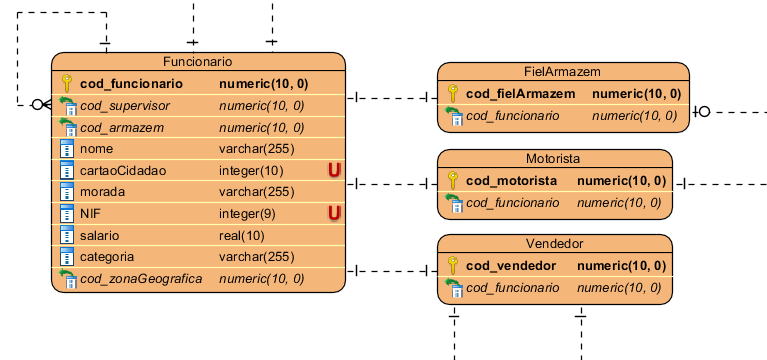 Funcionario
cod_funcionario numeric(10, 0)
cod_supervisor numeric(10, 0)
cod_armazem numeric(10, 0)
nome varchar(255)
cartaoCidadao integer(10) U
morada varchar(255)
NIF integer(9) U
salario real(10)
categoria varchar(255)
cod_zonaGeografica numeric(10, 0)
FielArmazem
cod_fielArmazem numeric(10, 0)
cod_funcionario numeric(10, 0)
Motorista
cod_motorista numeric(10, 0)
cod_funcionario numeric(10, 0)
Vendedor
cod_vendedor numeric(10, 0)
cod_funcionario numeric(10, 0)